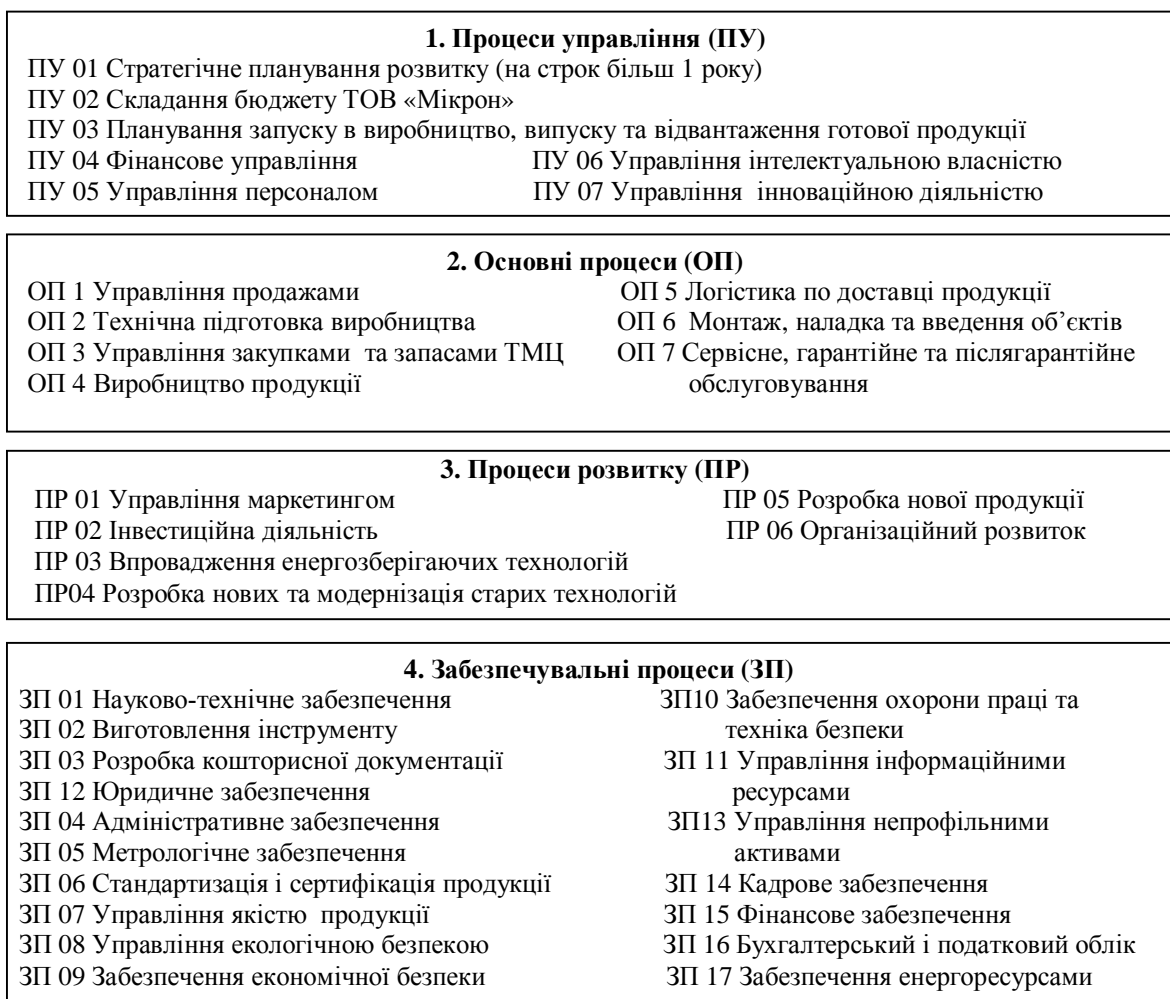 1. Процеси управління (ПУ)
ПУ 01 Стратегічне планування розвитку (на строк більш 1 року)
ПУ 02 Складання бюджету ТОВ «Мікрон»
ПУ 03 Планування запуску в виробництво, випуску та відвантаження готової продукції
ПУ 04 Фінансове управління ПУ 06 Управління інтелектуальною власністю
ПУ 05 Управління персоналом ПУ 07 Управління інноваційною діяльністю
2. Основні процеси (ОП)
ОП 1 Управління продажами ОП 5 Логістика по доставці продукції
ОП 2 Технічна підготовка виробництва ОП 6 Монтаж, наладка та введення об’єктів
ОП 3 Управління закупками та запасами ТМЦ ОП 7 Сервісне, гарантійне та післягарантійне
ОП 4 Виробництво продукції обслуговування
3. Процеси розвитку (ПР)
ПР 01 Управління маркетингом ПР 05 Розробка нової продукції
ПР 02 Інвестиційна діяльність ПР 06 Організаційний розвиток
ПР 03 Впровадження енергозберігаючих технологій
ПР04 Розробка нових та модернізація старих технологій
4. Забезпечувальні процеси (ЗП)
ЗП 01 Науково-технічне забезпечення ЗП10 Забезпечення охорони праці та
ЗП 02 Виготовлення інструменту техніка безпеки
ЗП 03 Розробка кошторисної документації ЗП 11 Управління інформаційними
ЗП 12 Юридичне забезпечення ресурсами
ЗП 04 Адміністративне забезпечення ЗП13 Управління непрофільними
ЗП 05 Метрологічне забезпечення активами
ЗП 06 Стандартизація і сертифікація продукції ЗП 14 Кадрове забезпечення
ЗП 07 Управління якістю продукції ЗП 15 Фінансове забезпечення
ЗП 08 Управління екологічною безпекою ЗП 16 Бухгалтерський і податковий облік
ЗП 09 Забезпечення економічної безпеки ЗП 17 Забезпечення енергоресурсами